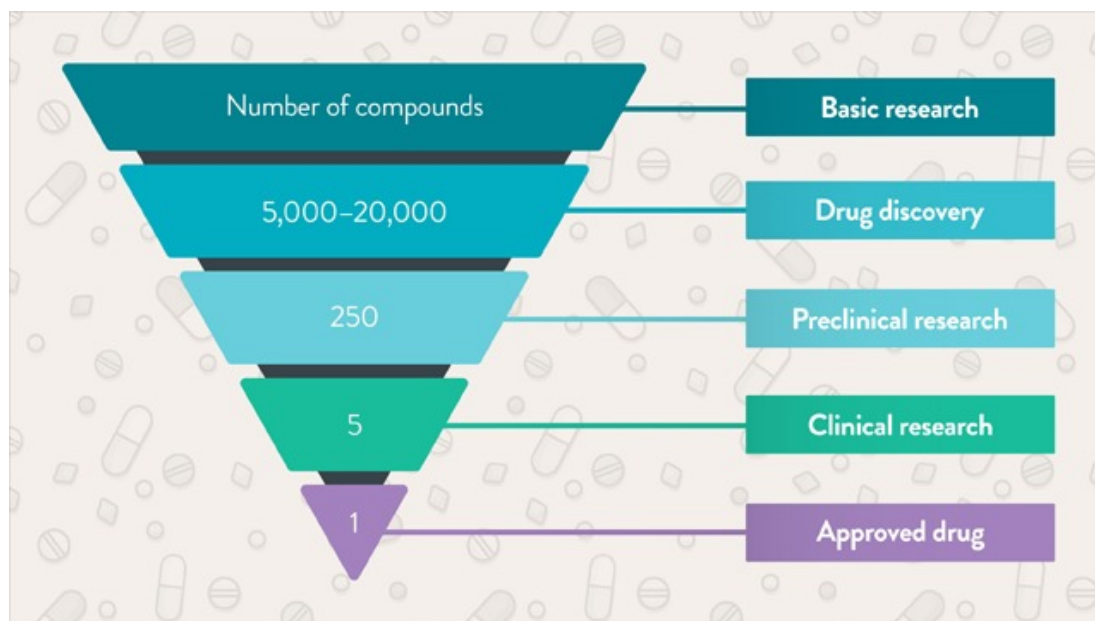 Number of compounds
Basic research
5,000–20,000
Drug discovery
250
Preclinical research
5
Clinical research
1
Approved drug